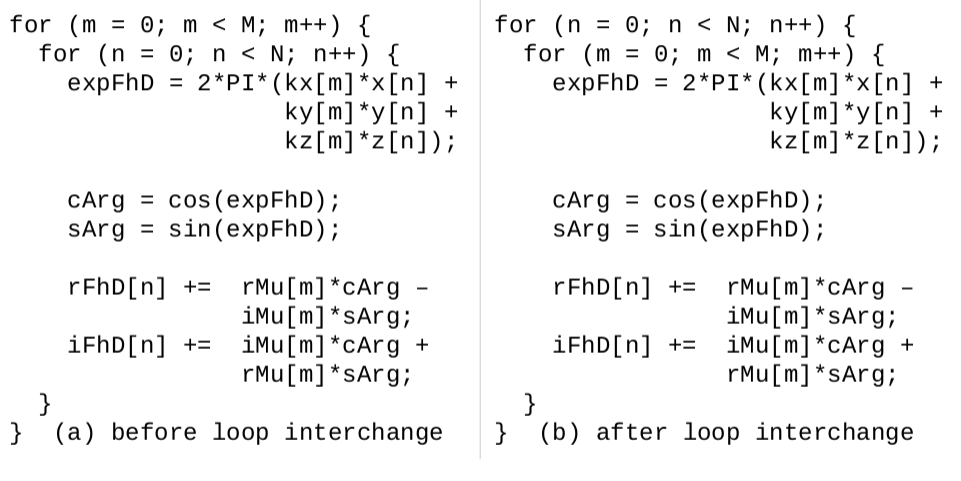 for (m = 0; m < M; m++) {
  for (n = 0; n < N; n++) {
    expFhD = 2*PI*(kx[m]*x[n] +
                   ky[m]*y[n] +
                   kz[m]*z[n]);

    cArg = cos(expFhD);
    sArg = sin(expFhD);

    rFhD[n] +=  rMu[m]*cArg –
                iMu[m]*sArg;
    iFhD[n] +=  iMu[m]*cArg +
                rMu[m]*sArg;
  }
}  (a) before loop interchange

for (n = 0; n < N; n++) {
  for (m = 0; m < M; m++) {
    expFhD = 2*PI*(kx[m]*x[n] +
                   ky[m]*y[n] +
                   kz[m]*z[n]);

    cArg = cos(expFhD);
    sArg = sin(expFhD);

    rFhD[n] +=  rMu[m]*cArg –
                iMu[m]*sArg;
    iFhD[n] +=  iMu[m]*cArg +
                rMu[m]*sArg;
  }
}  (b) after loop interchange